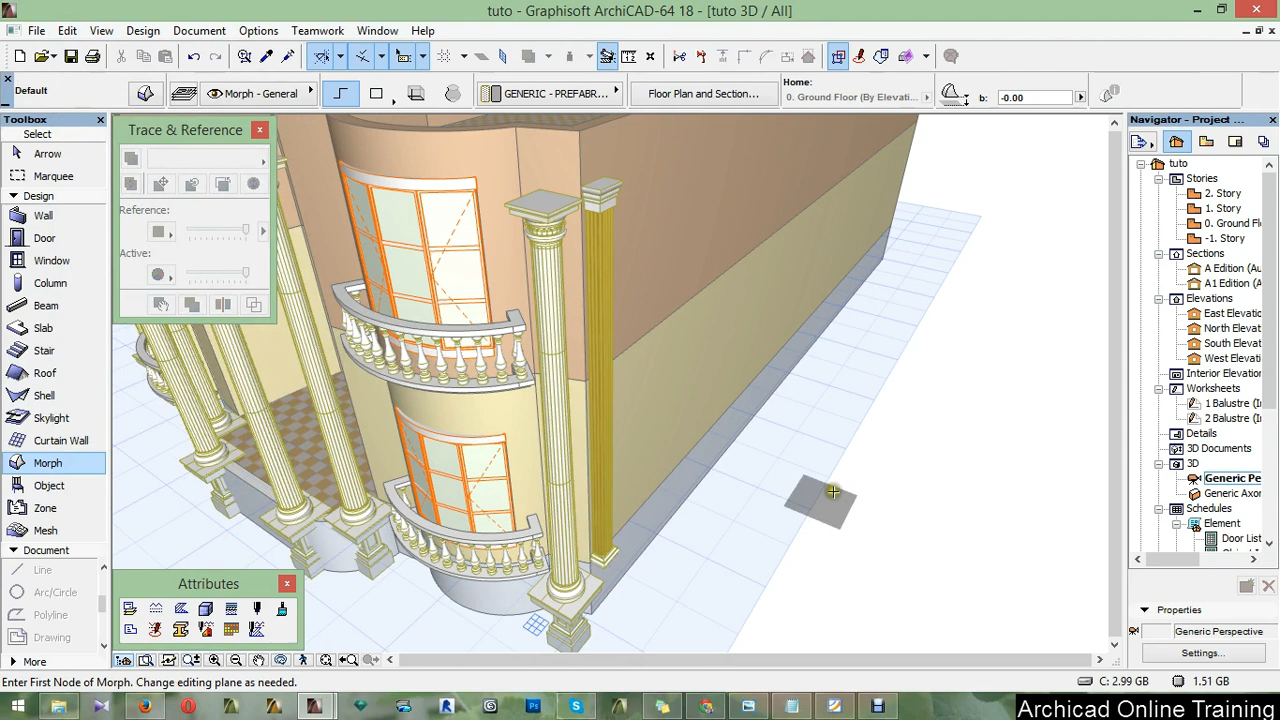 tuto - Graphisoft ArchiCAD-64 18 - [tuto 3D / All]
File Edit View Design Document Options Teamwork Window Help
Default
Morph - General
GENERIC - PREFABR...
Floor Plan and Section...
Home:
0. Ground Floor (By Elevati...
b:
-0.00
Toolbox
Select
Arrow
Marquee
Design
Wall
Door
Window
Column
Beam
Slab
Stair
Roof
Shell
Skylight
Curtain Wall
Morph
Object
Zone
Mesh
Document
Line
Arc/Circle
Polyline
Drawing
More
Trace & Reference
Reference:
Active:
Attributes
Navigator - Project ...
tuto
Stories
2. Story
1. Story
0. Ground Fl
-1. Story
Sections
A Edition (Au
A1 Edition (A
Elevations
East Elevatio
North Elevat
South Elevat
West Elevati
Interior Elevation
Worksheets
1 Balustre (In
2 Balustre (In
Details
3D Documents
3D
Generic Pe
Generic Axon
Schedules
Element
Door List
Properties
Generic Perspective
Settings...
Enter First Node of Morph. Change editing plane as needed.
C: 2.99 GB
1.51 GB
Archicad Online Training